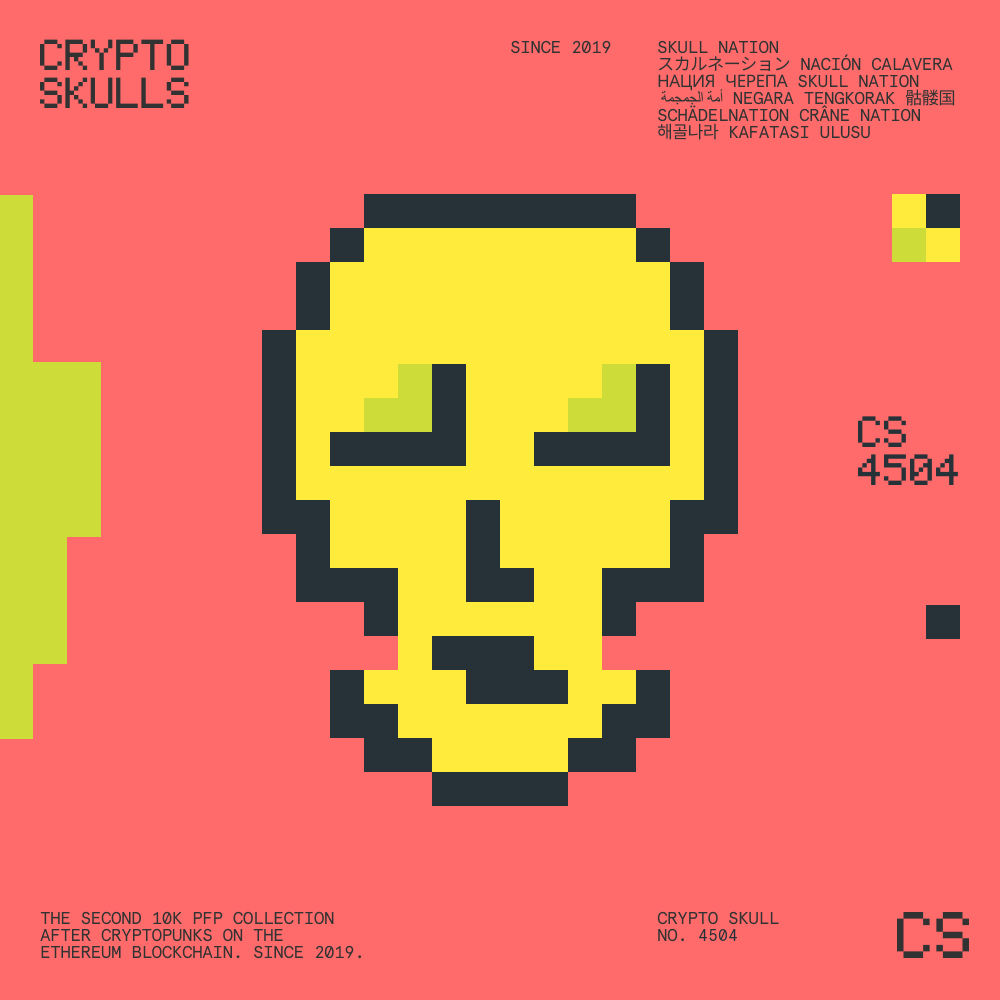 CRYPTO
SKULLS
SINCE 2019
SKULL NATION
スカルネーション NACIÓN CALAVERA
НАЦИЯ ЧЕРЕПА SKULL NATION
أمة الجمجمة NEGARA TENGKORAK 骷髅国
SCHÄDELNATION CRÂNE NATION
해골나라 KAFATASI ULUSU
CS
4504
THE SECOND 10K PFP COLLECTION
AFTER CRYPTOPUNKS ON THE
ETHEREUM BLOCKCHAIN. SINCE 2019.
CRYPTO SKULL
NO. 4504
CS